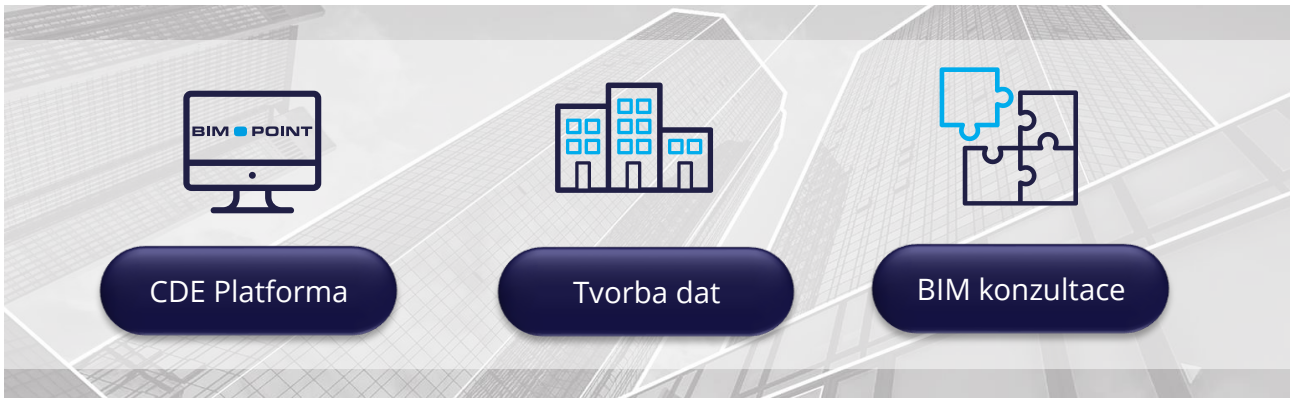 BIM POINT
CDE Platforma
Tvorba dat
BIM konzultace